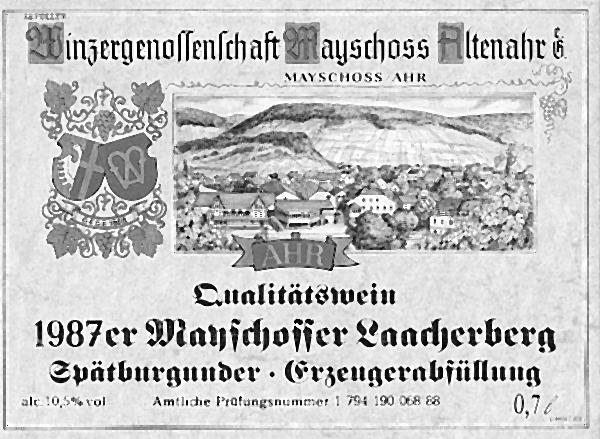 ABFÜLLER
Winzergenossenschaft Mayschoss Altenahr e.G.
MAYSCHOSS AHR
AHR
Qualitätswein
1987er Mayschosser Laacherberg
Spätburgunder · Erzeugerabfüllung
alc. 10,5% vol Amtliche Prüfungsnummer 1 794 190 068 88 0,7 l